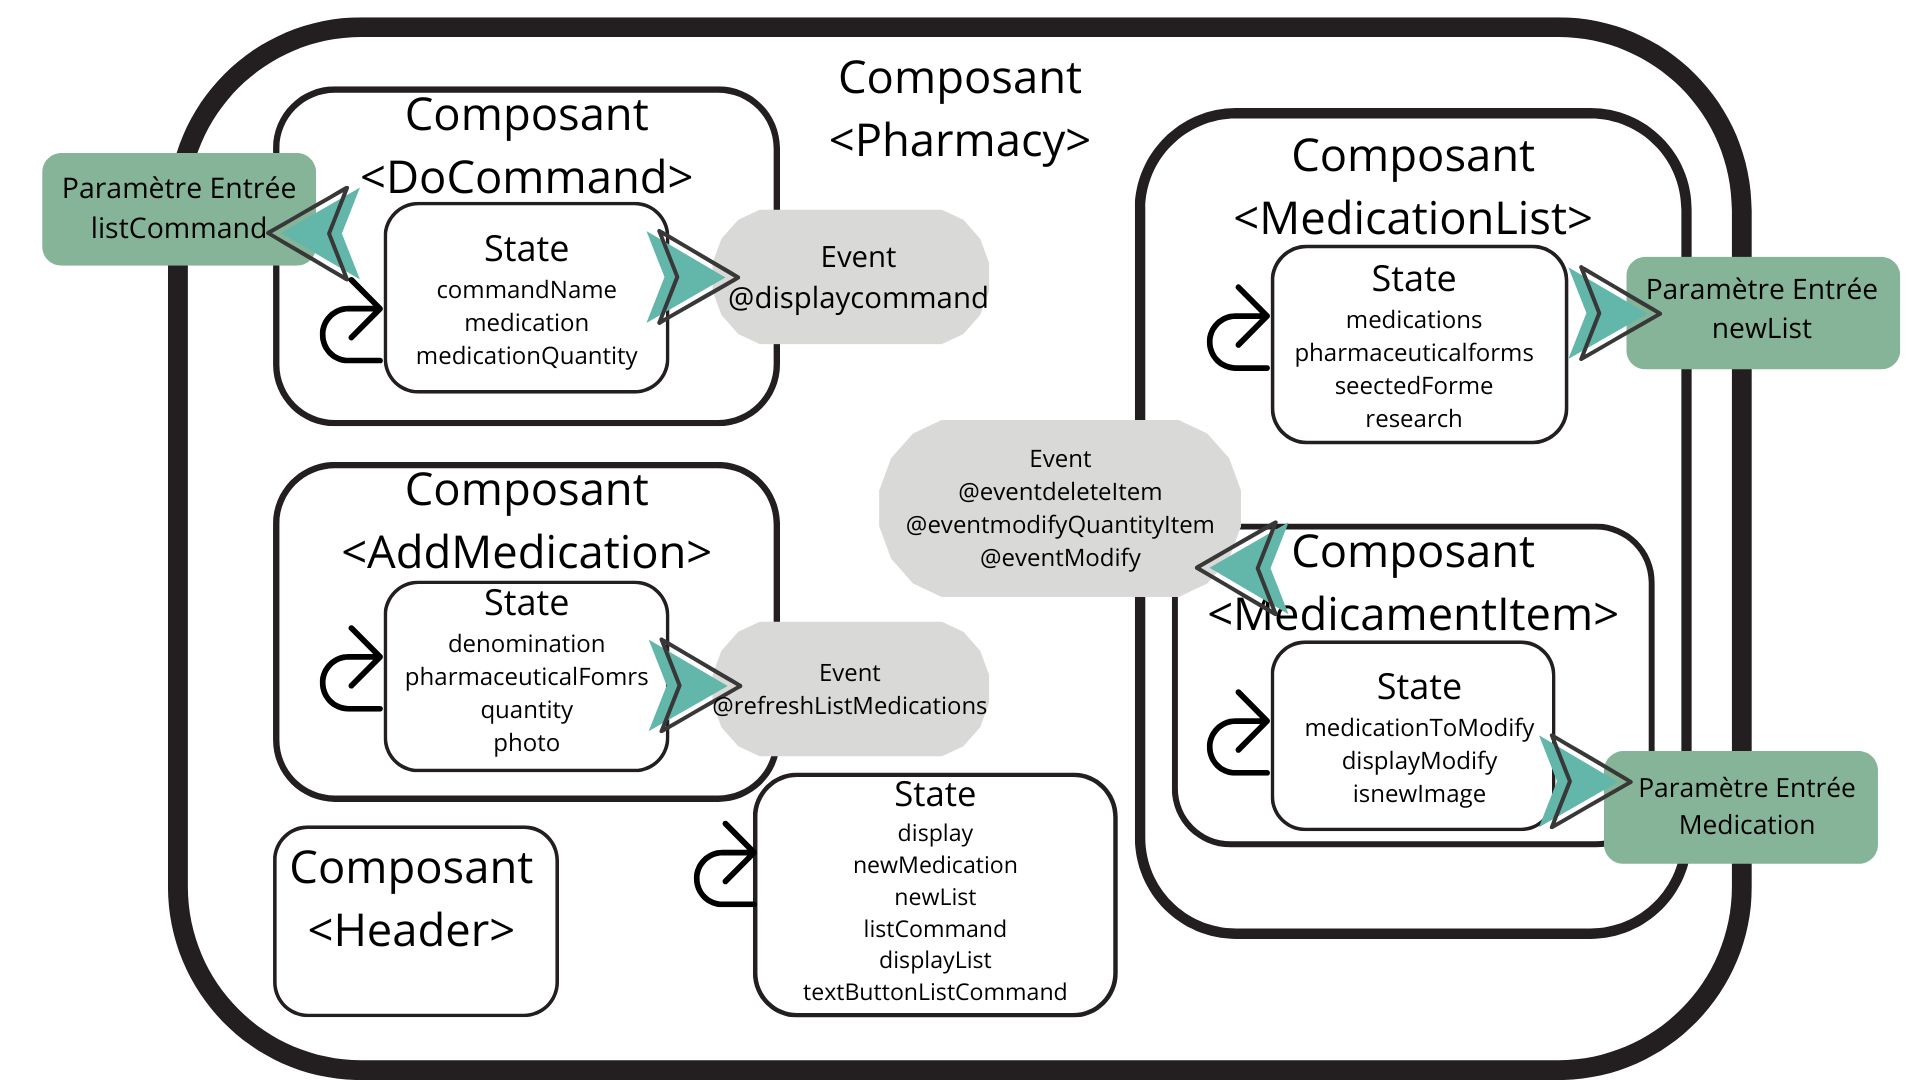 Composant
<Pharmacy>
Composant
<DoCommand>
Paramètre Entrée
listCommand
State
commandName
medication
medicationQuantity
Event
@displaycommand
Composant
<MedicationList>
State
medications
pharmaceuticalforms
seectedForme
research
Paramètre Entrée
newList
Composant
<AddMedication>
State
denomination
pharmaceuticalFomrs
quantity
photo
Event
@refreshListMedications
Event
@eventdeleteItem
@eventmodifyQuantityItem
@eventModify
Composant
<MedicamentItem>
State
medicationToModify
displayModify
isnewImage
Paramètre Entrée
Medication
Composant
<Header>
State
display
newMedication
newList
listCommand
displayList
textButtonListCommand